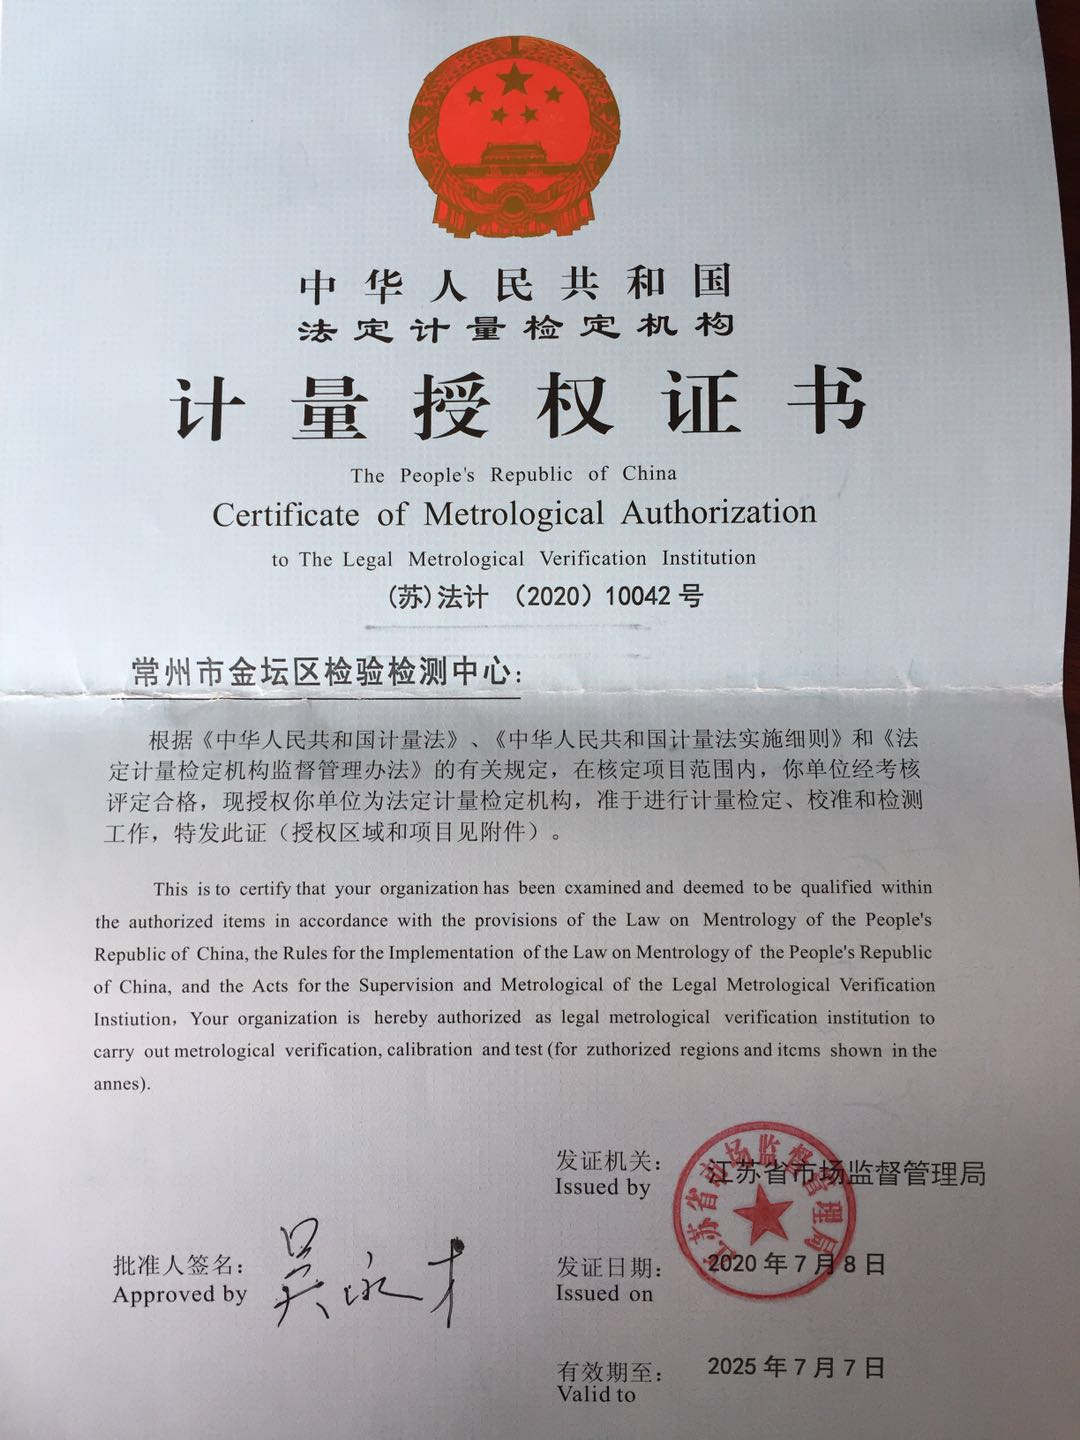 中华人民共和国
法定计量检定机构
计量授权证书
The People's Republic of China
Certificate of Metrological Authorization
to The Legal Metrological Verification Institution
(苏)法计 （2020）10042 号
常州市金坛区检验检测中心：
根据《中华人民共和国计量法》、《中华人民共和国计量法实施细则》和《法
定计量检定机构监督管理办法》的有关规定，在核定项目范围内，你单位经考核
评定合格，现授权你单位为法定计量检定机构，准于进行计量检定、校准和检测
工作，特发此证（授权区域和项目见附件）。
This is to certify that your organization has been cxamined and deemed to be qualified within
the authorized items in accordance with the provisions of the Law on Mentrology of the People's
Republic of China, the Rules for the Implementation of the Law on Mentrology of the People's Republic
of China, and the Acts for the Supervision and Metrological of the Legal Metrological Verification
Instiution，Your organization is hereby authorized as legal metrological verification institution to
carry out metrological verification, calibration and test (for zuthorized regions and itcms shown in the
annes).
发证机关： 江苏省市场监督管理局
Issued by
江苏省市场监督管理局
批准人签名： 吴永才
Approved by
发证日期： 2020 年 7 月 8 日
Issued on
有效期至： 2025 年 7 月 7 日
Valid to